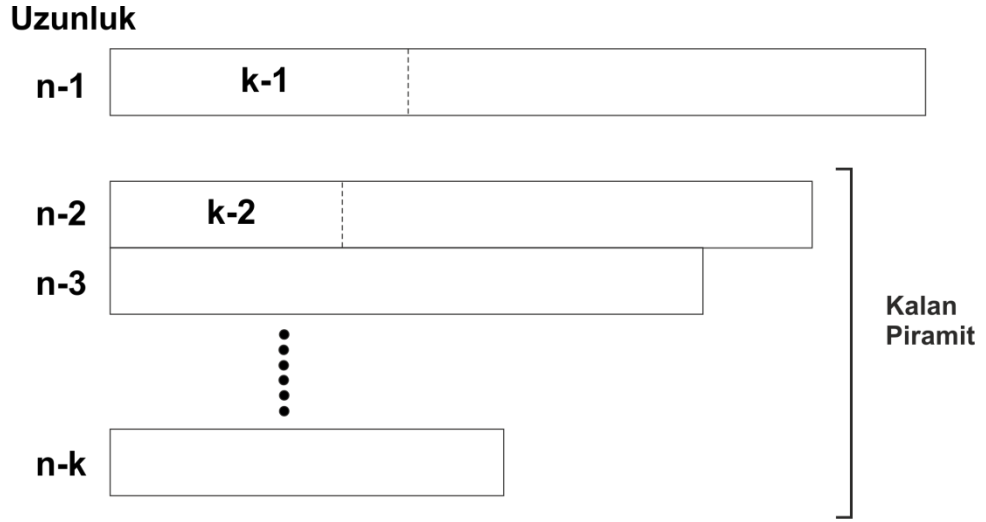 Uzunluk
n-1
k-1
n-2
k-2
n-3
Kalan
Piramit
n-k